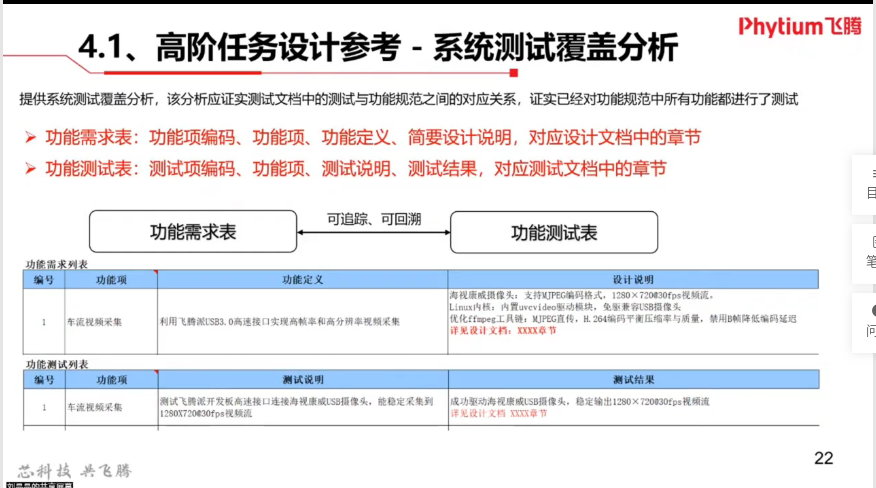 Phytium飞腾
4.1、高阶任务设计参考 - 系统测试覆盖分析
提供系统测试覆盖分析，该分析应证实测试文档中的测试与功能规范之间的对应关系，证实已经对功能规范中所有功能都进行了测试
➢ 功能需求表：功能项编码、功能项、功能定义、简要设计说明，对应设计文档中的章节
➢ 功能测试表：测试项编码、功能项、测试说明、测试结果，对应测试文档中的章节
功能需求表
可追踪、可回溯
功能测试表
功能需求列表
编号 功能项 功能定义 设计说明
1 车流视频采集 利用飞腾派USB3.0高速接口实现高帧率和高分辨率视频采集
海视康威摄像头：支持MJPEG编码格式，1280×720@30fps视频流，
Linux内核：内置uvcvideo驱动模块，免驱兼容USB摄像头
优化ffmpeg工具链：MJPEG直传，H.264编码平衡压缩率与质量，禁用B帧降低编码延迟
详见设计文档：XXXX章节
功能测试列表
编号 功能项 测试说明 测试结果
1 车流视频采集
测试飞腾派开发板高速接口连接海视康威USB摄像头，能稳定采集到
1280X720@30fps视频流
成功驱动海视康威USB摄像头，稳定输出1280×720@30fps视频流
详见设计文档 XXXX章节
目
笔
问
芯科技 共飞腾
22